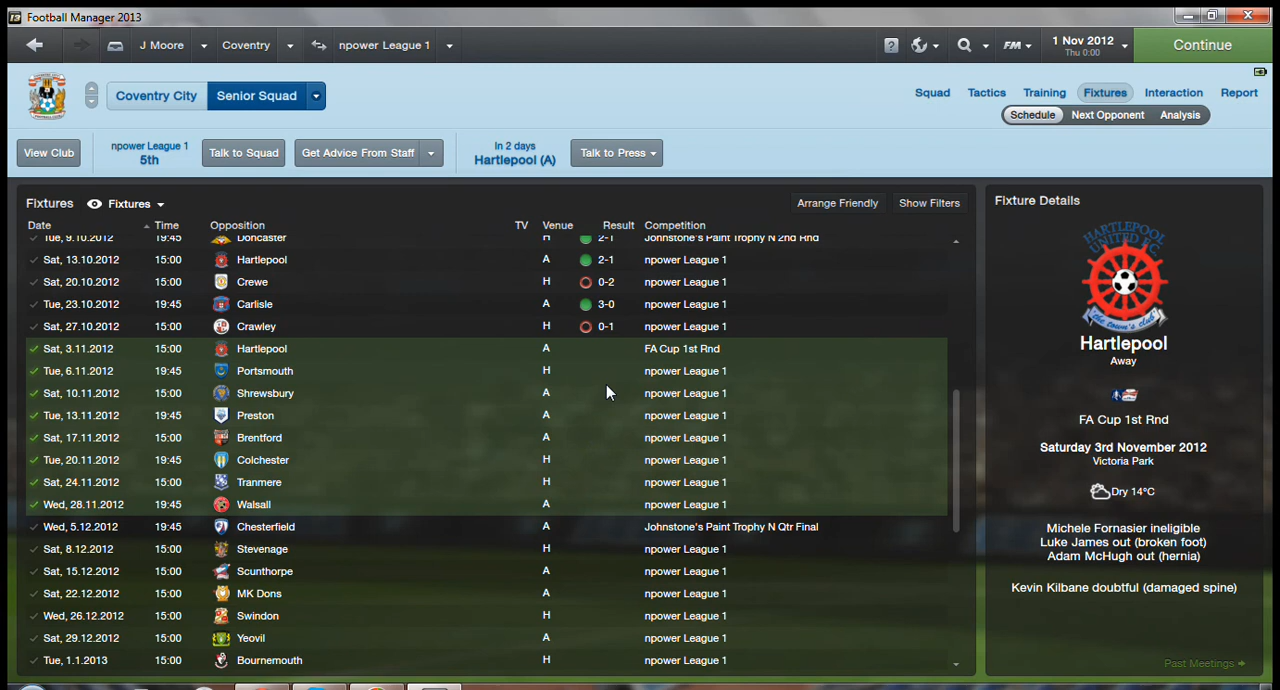 Football Manager 2013
J Moore Coventry npower League 1
1 Nov 2012
Thu 0:00
Continue
Coventry City Senior Squad
Squad Tactics Training Fixtures Interaction Report
Schedule Next Opponent Analysis
View Club
npower League 1
5th
Talk to Squad
Get Advice From Staff
In 2 days
Hartlepool (A)
Talk to Press
Fixtures Fixtures Arrange Friendly Show Filters
Date Time Opposition TV Venue Result Competition
Tue, 9.10.2012 19:45 Doncaster H 2-1 Johnstone's Paint Trophy N 2nd Rnd
Sat, 13.10.2012 15:00 Hartlepool A 2-1 npower League 1
Sat, 20.10.2012 15:00 Crewe H 0-2 npower League 1
Tue, 23.10.2012 19:45 Carlisle A 3-0 npower League 1
Sat, 27.10.2012 15:00 Crawley H 0-1 npower League 1
Sat, 3.11.2012 15:00 Hartlepool A FA Cup 1st Rnd
Tue, 6.11.2012 19:45 Portsmouth H npower League 1
Sat, 10.11.2012 15:00 Shrewsbury A npower League 1
Tue, 13.11.2012 19:45 Preston A npower League 1
Sat, 17.11.2012 15:00 Brentford A npower League 1
Tue, 20.11.2012 19:45 Colchester H npower League 1
Sat, 24.11.2012 15:00 Tranmere H npower League 1
Wed, 28.11.2012 19:45 Walsall A npower League 1
Wed, 5.12.2012 19:45 Chesterfield A Johnstone's Paint Trophy N Qtr Final
Sat, 8.12.2012 15:00 Stevenage H npower League 1
Sat, 15.12.2012 15:00 Scunthorpe A npower League 1
Sat, 22.12.2012 15:00 MK Dons A npower League 1
Wed, 26.12.2012 15:00 Swindon H npower League 1
Sat, 29.12.2012 15:00 Yeovil A npower League 1
Tue, 1.1.2013 15:00 Bournemouth H npower League 1
Fixture Details
HARTLEPOOL
UNITED F.C.
the town's club
Hartlepool
Away
FA Cup 1st Rnd
Saturday 3rd November 2012
Victoria Park
Dry 14°C
Michele Fornasier ineligible
Luke James out (broken foot)
Adam McHugh out (hernia)
Kevin Kilbane doubtful (damaged spine)
Past Meetings